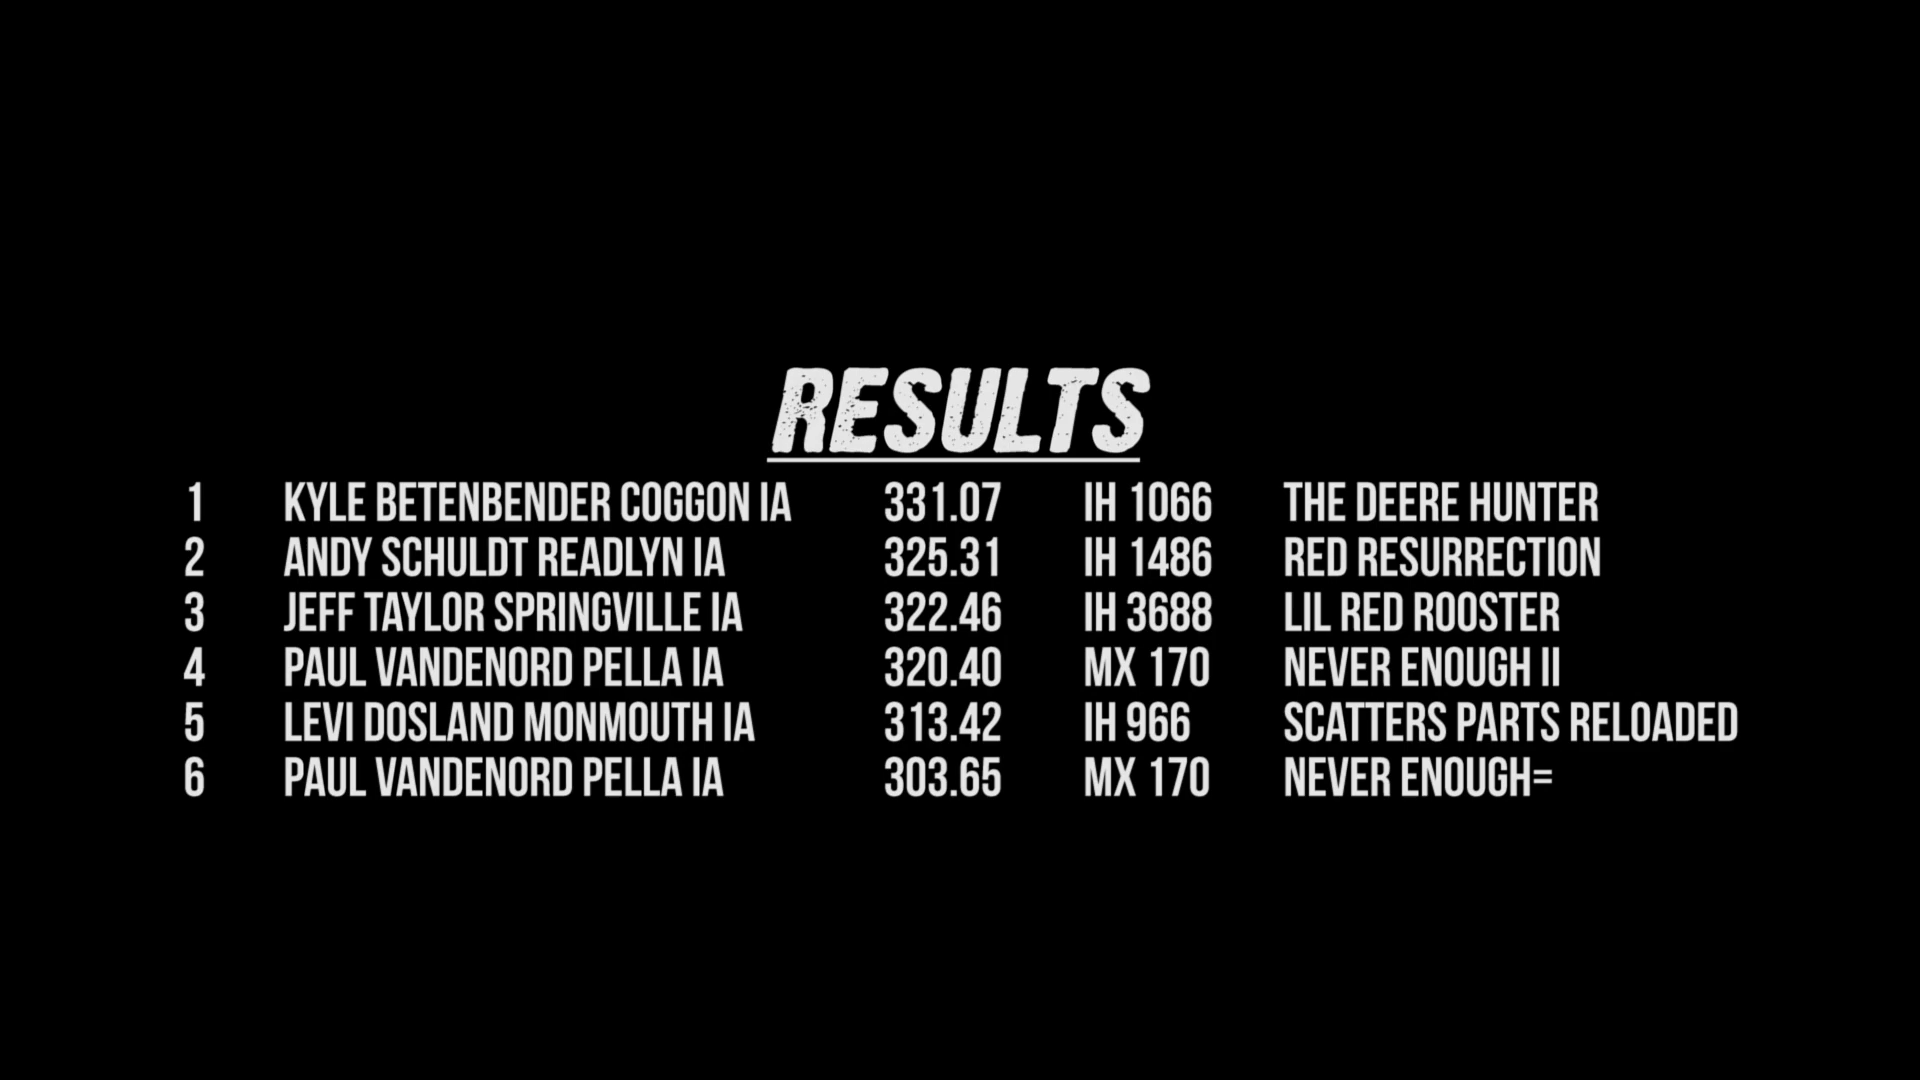 RESULTS
1 KYLE BETENBENDER COGGON IA 331.07 IH 1066 THE DEERE HUNTER
2 ANDY SCHULDT READLYN IA 325.31 IH 1486 RED RESURRECTION
3 JEFF TAYLOR SPRINGVILLE IA 322.46 IH 3688 LIL RED ROOSTER
4 PAUL VANDENORD PELLA IA 320.40 MX 170 NEVER ENOUGH II
5 LEVI DOSLAND MONMOUTH IA 313.42 IH 966 SCATTERS PARTS RELOADED
6 PAUL VANDENORD PELLA IA 303.65 MX 170 NEVER ENOUGH=